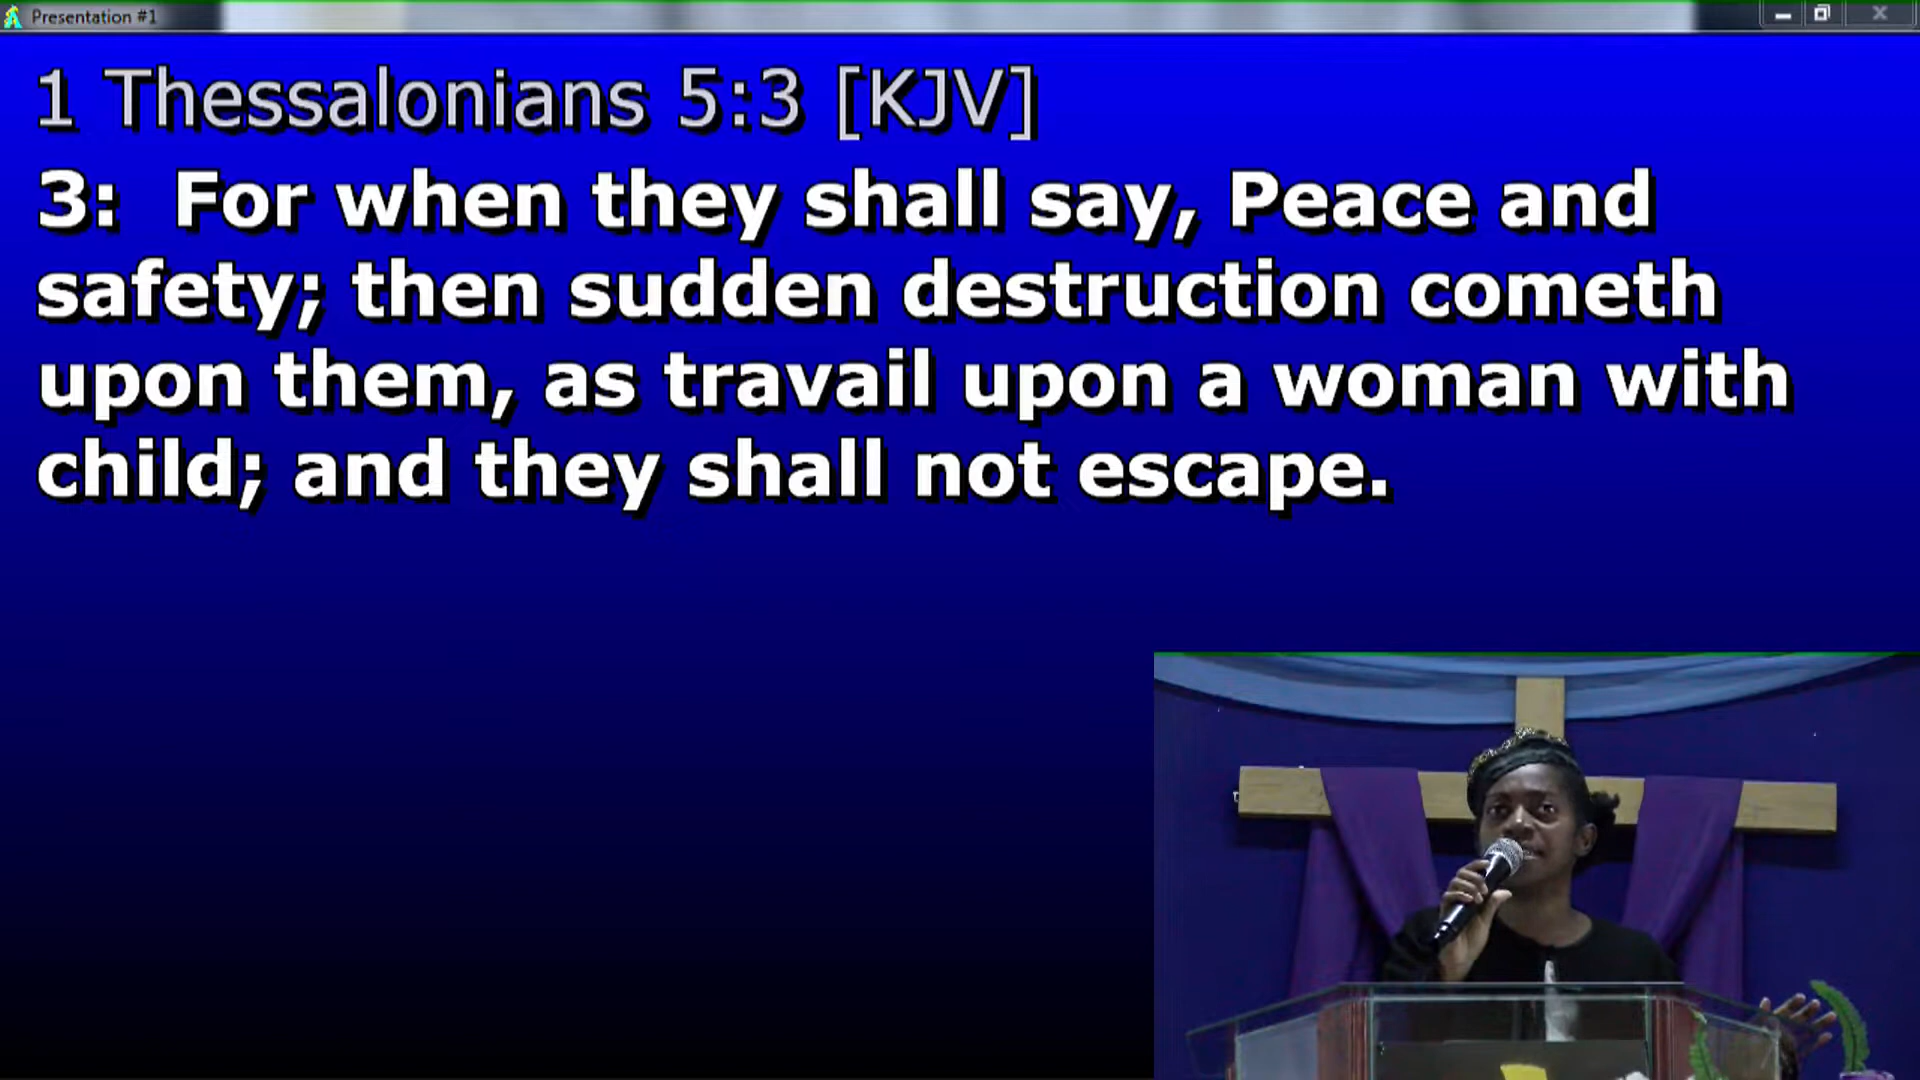 Presentation #1
1 Thessalonians 5:3 [KJV]
3: For when they shall say, Peace and
safety; then sudden destruction cometh
upon them, as travail upon a woman with
child; and they shall not escape.